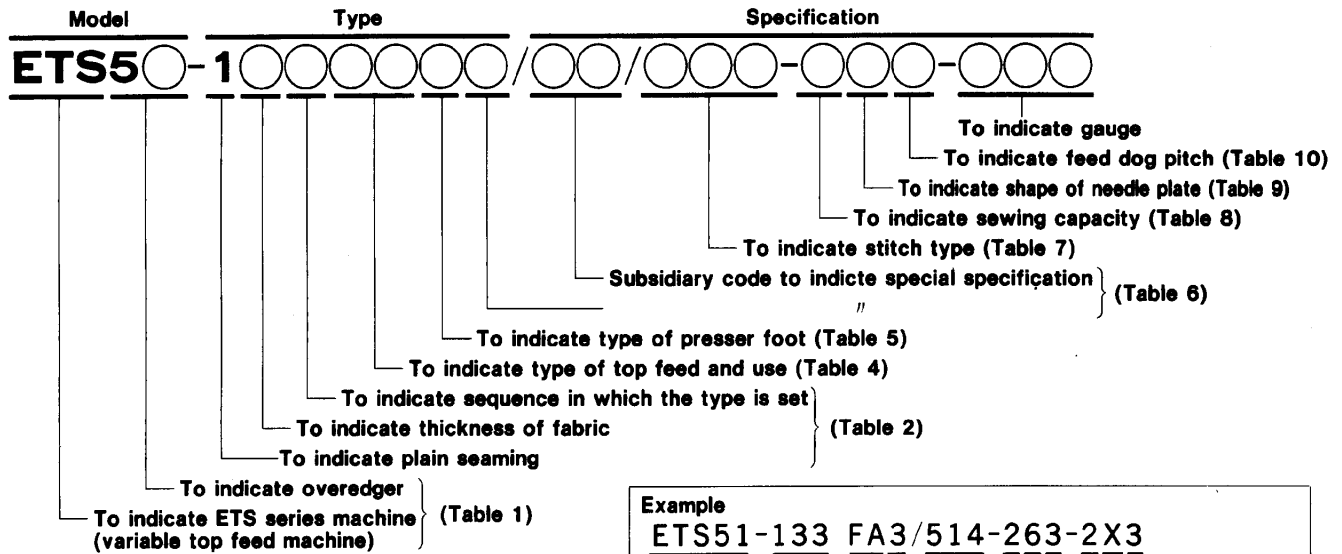 Model Type Specification
ETS5○-1○○○○○○/○○/○○○-○○○-○○○
To indicate gauge
To indicate feed dog pitch (Table 10)
To indicate shape of needle plate (Table 9)
To indicate sewing capacity (Table 8)
To indicate stitch type (Table 7)
Subsidiary code to indicte special specification
〃
(Table 6)
To indicate type of presser foot (Table 5)
To indicate type of top feed and use (Table 4)
To indicate sequence in which the type is set
To indicate thickness of fabric
(Table 2)
To indicate plain seaming
To indicate overedger
To indicate ETS series machine
(variable top feed machine)
(Table 1)
Example
ETS51-133 FA3/514-263-2X3